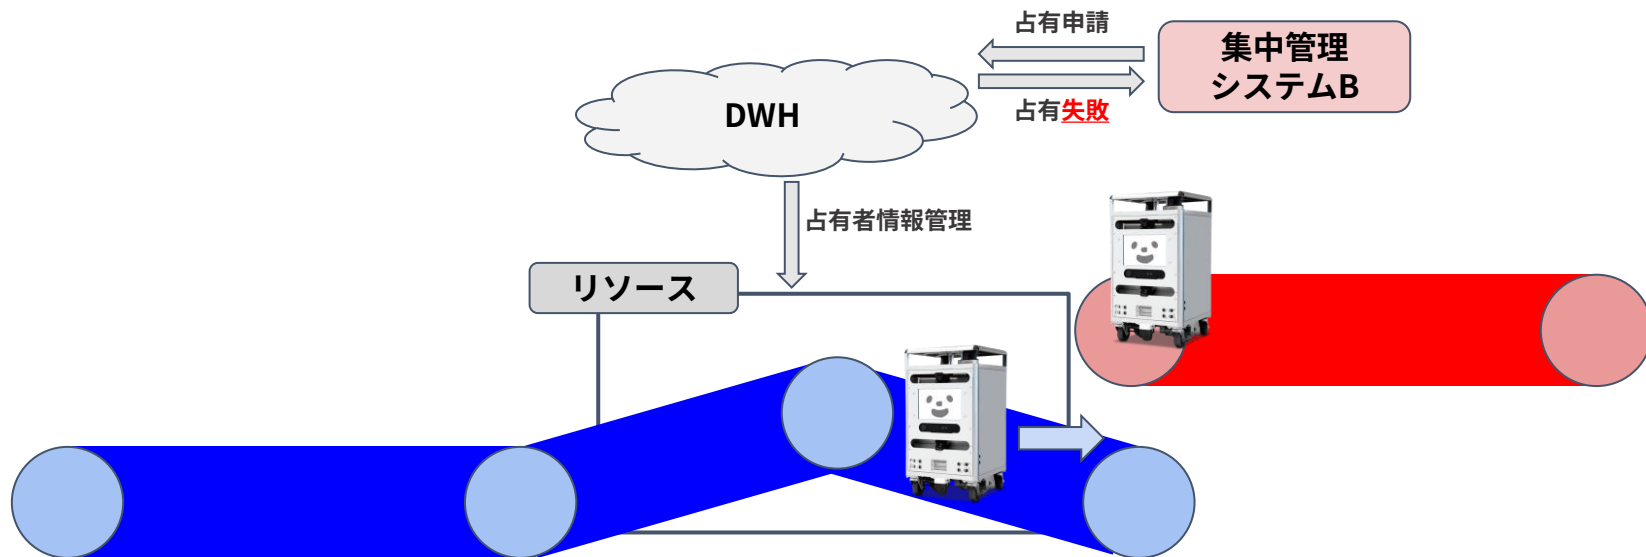 占有申請
集中管理
システムB
DWH
占有失敗
占有者情報管理
リソース